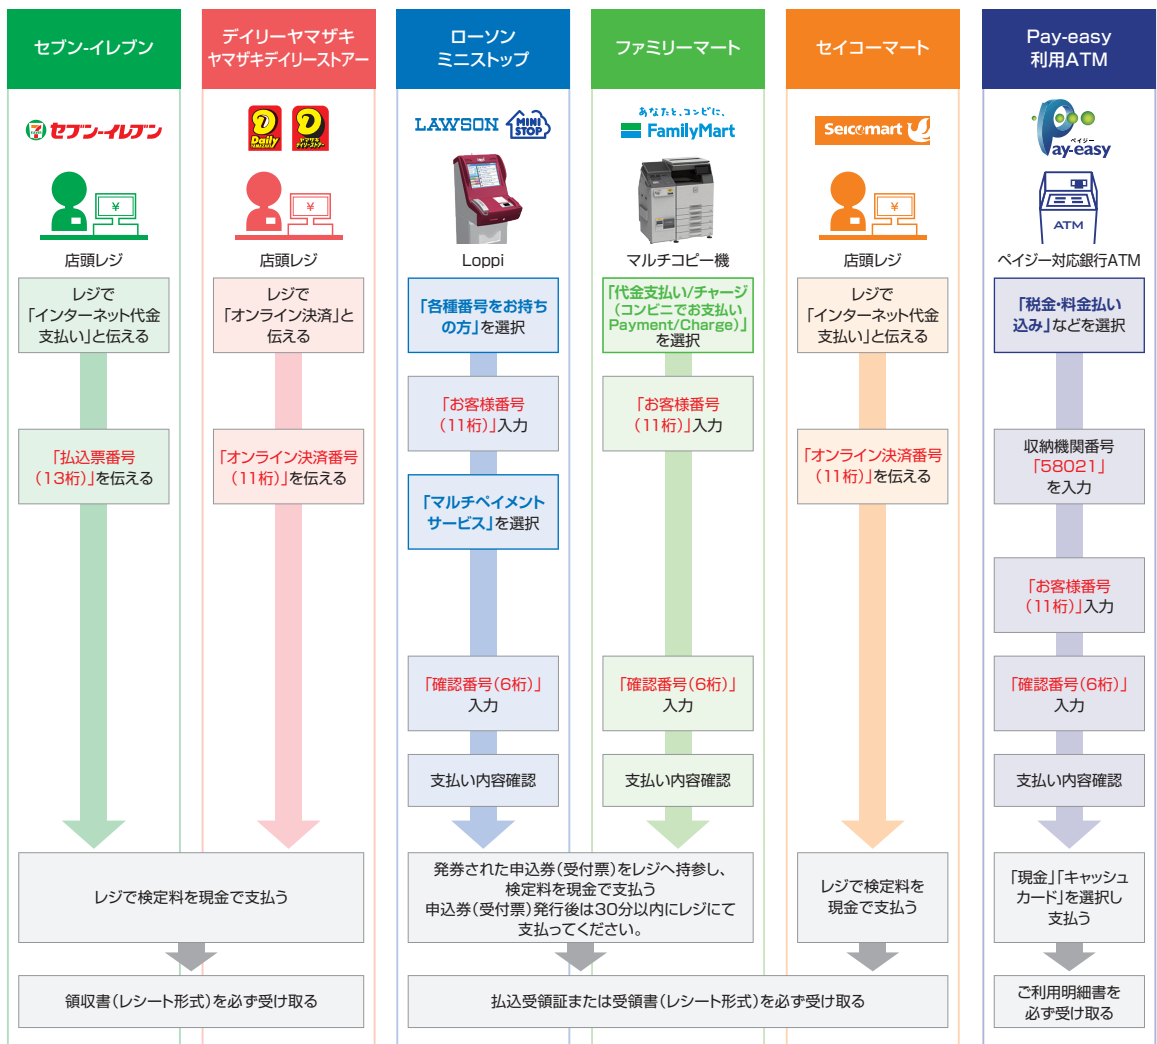 セブン-イレブン
セブン-イレブン
店頭レジ
レジで
「インターネット代金
支払い」と伝える
「払込票番号
(13桁)」を伝える
デイリーヤマザキ
ヤマザキデイリーストアー
Daily
YAMAZAKI
ヤマザキ
デイリーストアー
店頭レジ
レジで
「オンライン決済」と
伝える
「オンライン決済番号
(11桁)」を伝える
レジで検定料を現金で支払う
領収書(レシート形式)を必ず受け取る
ローソン
ミニストップ
LAWSON
MINI
STOP
Loppi
「各種番号をお持ち
の方」を選択
「お客様番号
(11桁)」入力
「マルチペイメント
サービス」を選択
「確認番号(6桁)」
入力
支払い内容確認
ファミリーマート
あなたと、コンビに、
FamilyMart
マルチコピー機
「代金支払い/チャージ
(コンビニでお支払い
Payment/Charge)」
を選択
「お客様番号
(11桁)」入力
「確認番号(6桁)」
入力
支払い内容確認
発券された申込券(受付票)をレジへ持参し、
検定料を現金で支払う
申込券(受付票)発行後は30分以内にレジにて
支払ってください。
セイコーマート
Seicomart
¥
店頭レジ
レジで
「インターネット代金
支払い」と伝える
「オンライン決済番号
(11桁)」を伝える
レジで検定料を
現金で支払う
払込受領証または受領書(レシート形式)を必ず受け取る
Pay-easy
利用ATM
ペイジー
Pay-easy
ATM
ペイジー対応銀行ATM
「税金・料金払い
込み」などを選択
収納機関番号
「58021」
を入力
「お客様番号
(11桁)」入力
「確認番号(6桁)」
入力
支払い内容確認
「現金」「キャッシュ
カード」を選択し
支払う
ご利用明細書を
必ず受け取る